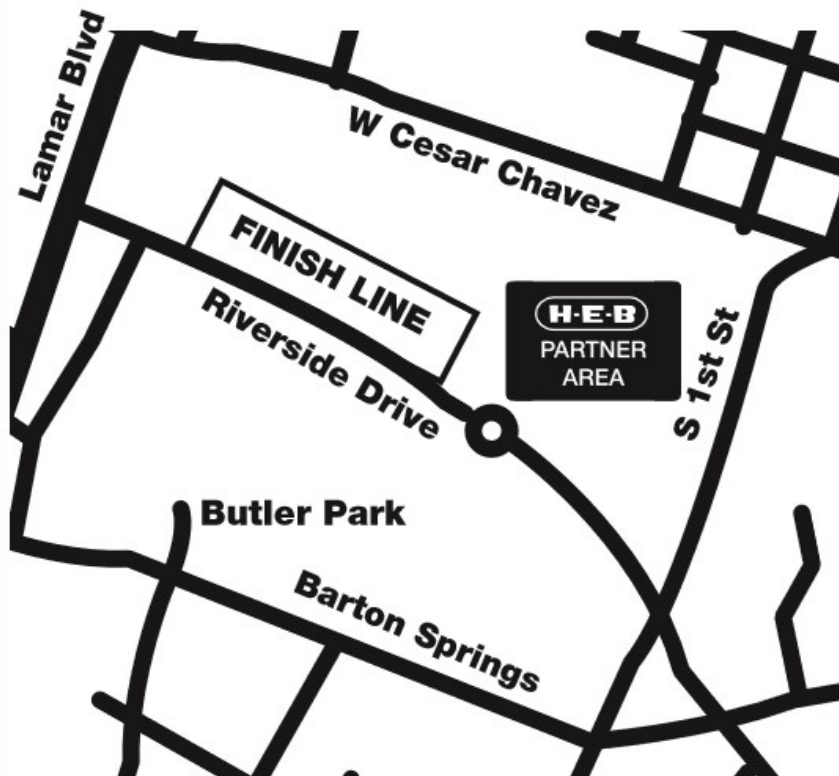 Lamar Blvd
W Cesar Chavez
FINISH LINE
Riverside Drive
H-E-B
PARTNER
AREA
S 1st St
Butler Park
Barton Springs